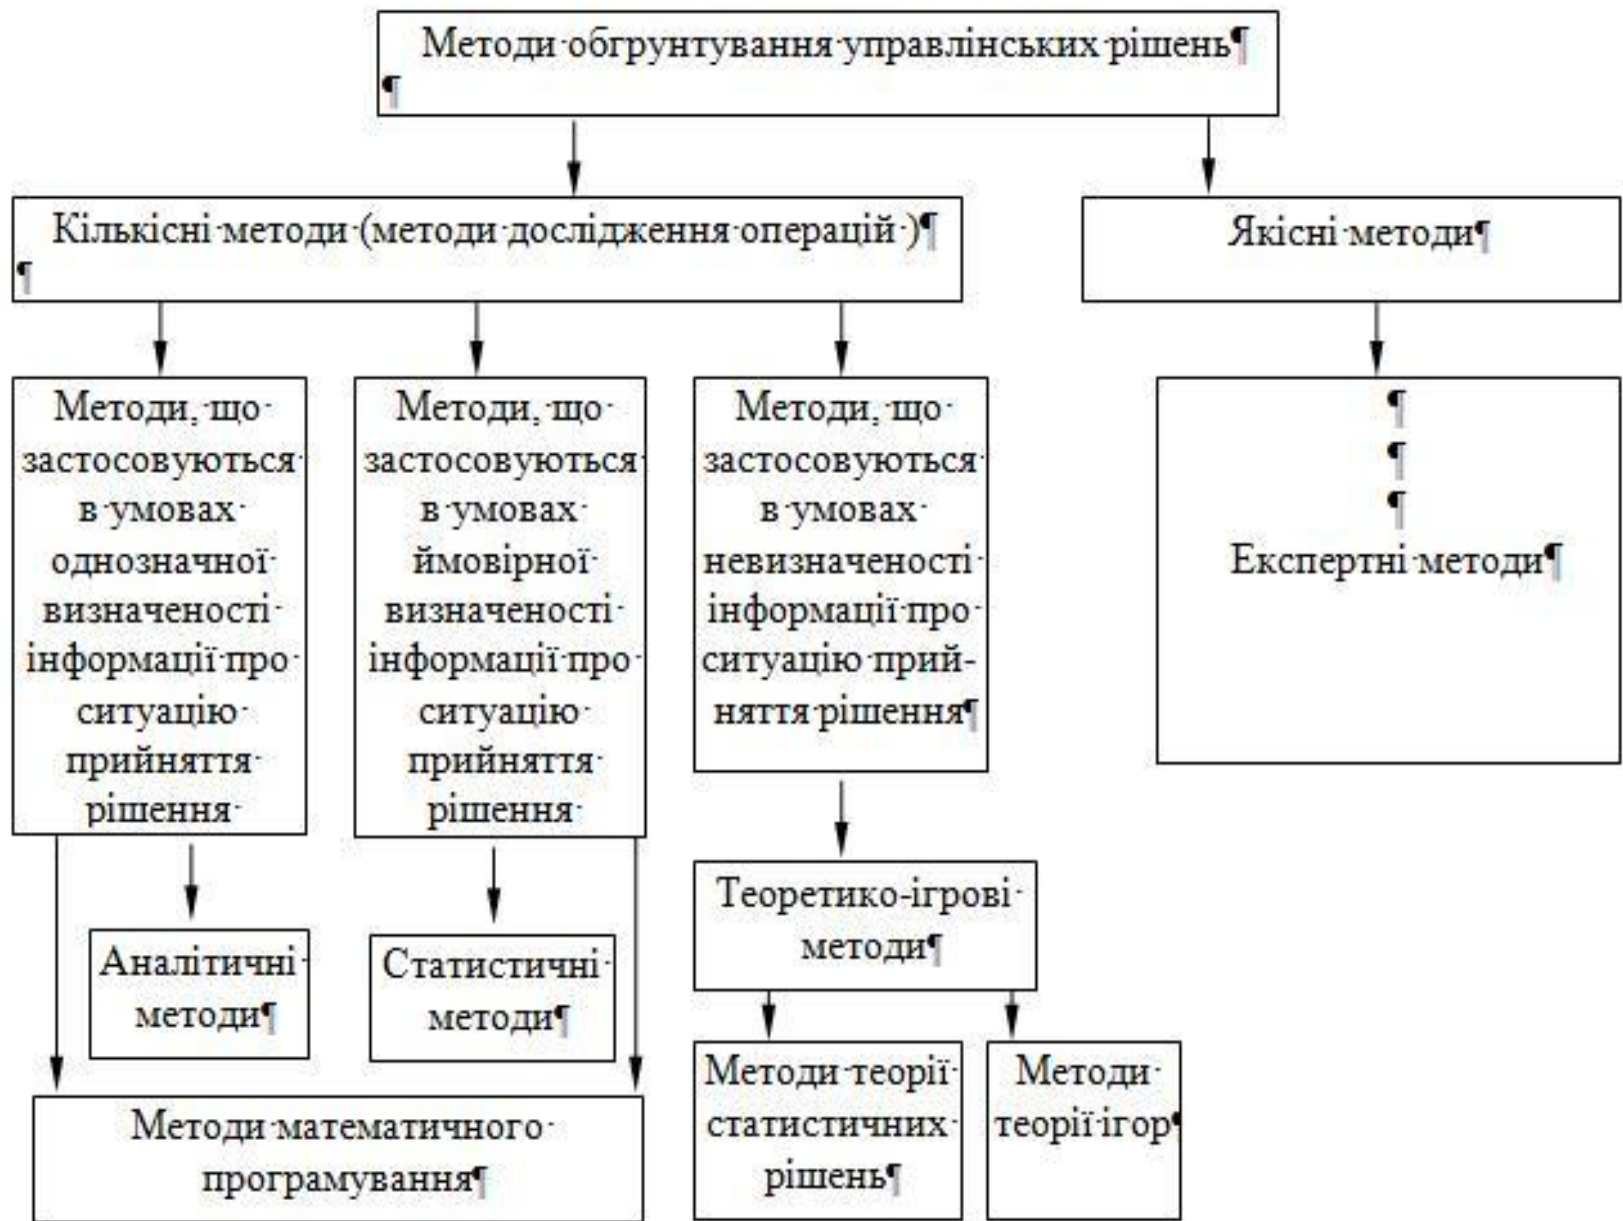 Методи обгрунтування управлінських рішень¶
¶
Кількісні методи (методи дослідження операцій )¶
¶
Якісні методи¶
Методи, що
застосовуються
в умовах
однозначної
визначеності
інформації про
ситуацію
прийняття
рішення
Методи, що
застосовуються
в умовах
ймовірної
визначеності
інформації про
ситуацію
прийняття
рішення
Методи, що
застосовуються
в умовах
невизначеності
інформації про
ситуацію прий-
няття рішення¶
¶
¶
¶
Експертні методи¶
Аналітичні
методи¶
Статистичні
методи¶
Теоретико-ігрові
методи¶
Методи математичного
програмування¶
Методи теорії
статистичних
рішень¶
Методи
теорії ігор¶